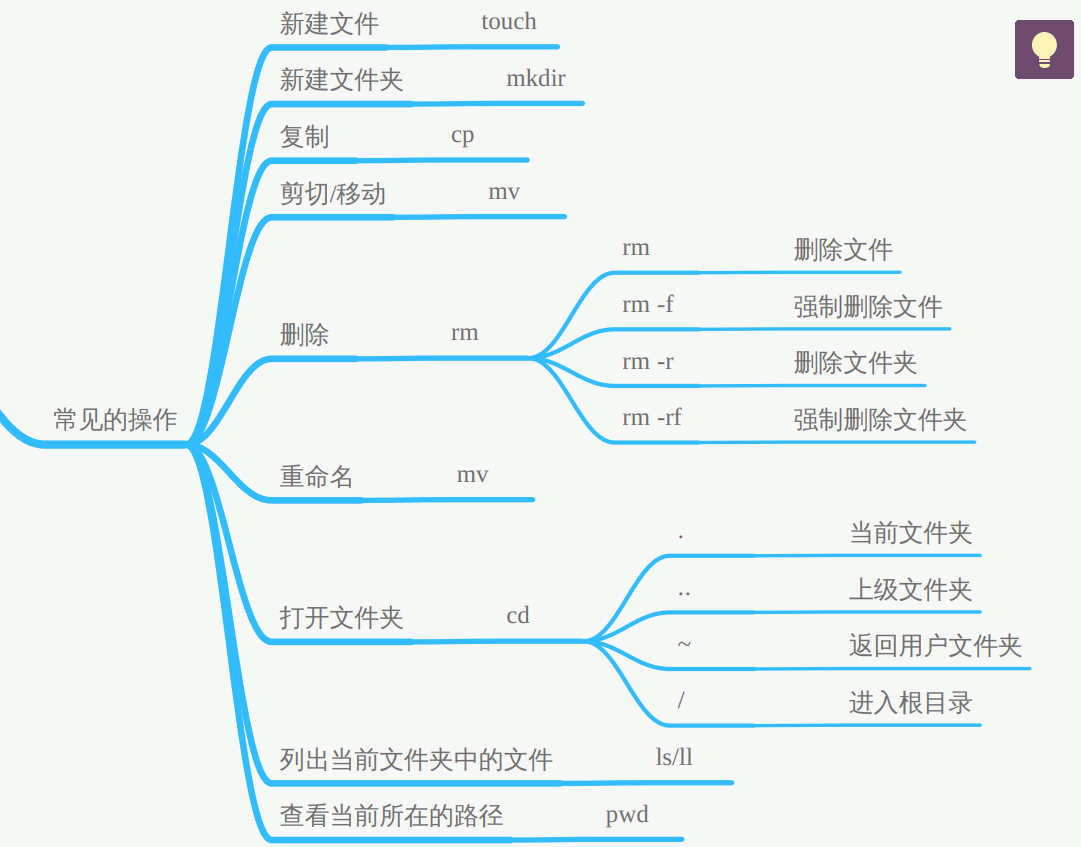 新建文件 touch
新建文件夹 mkdir
复制 cp
剪切/移动 mv
rm 删除文件
rm -f 强制删除文件
删除 rm
rm -r 删除文件夹
常见的操作
rm -rf 强制删除文件夹
重命名 mv
. 当前文件夹
.. 上级文件夹
打开文件夹 cd
~ 返回用户文件夹
/ 进入根目录
列出当前文件夹中的文件 ls/ll
查看当前所在的路径 pwd